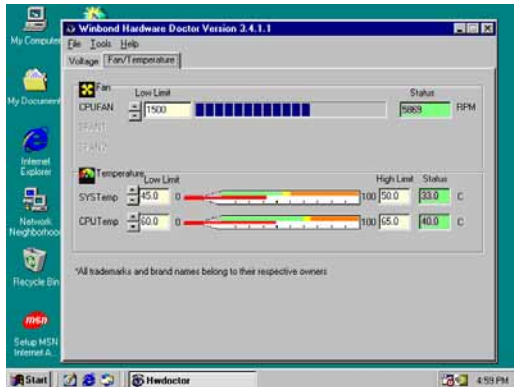 My Computer
Winbond Hardware Doctor Version 3.4.1.1
File Tools Help
Voltage Fan/Temperature
My Document
Fan
Low Limit
Status
CPUFAN 1500 5869 RPM
Internet
Explorer
Temperature
Low Limit High Limit Status
SYSTemp 45.0 0 100 50.0 33.0 C
Network
Neighborhoo
CPUTemp 60.0 0 100 65.0 40.0 C
*All trademarks and brand names belong to their respective owners
Recycle Bin
msn
Setup MSN
Internet A...
Start Hwdoctor 4:59 PM